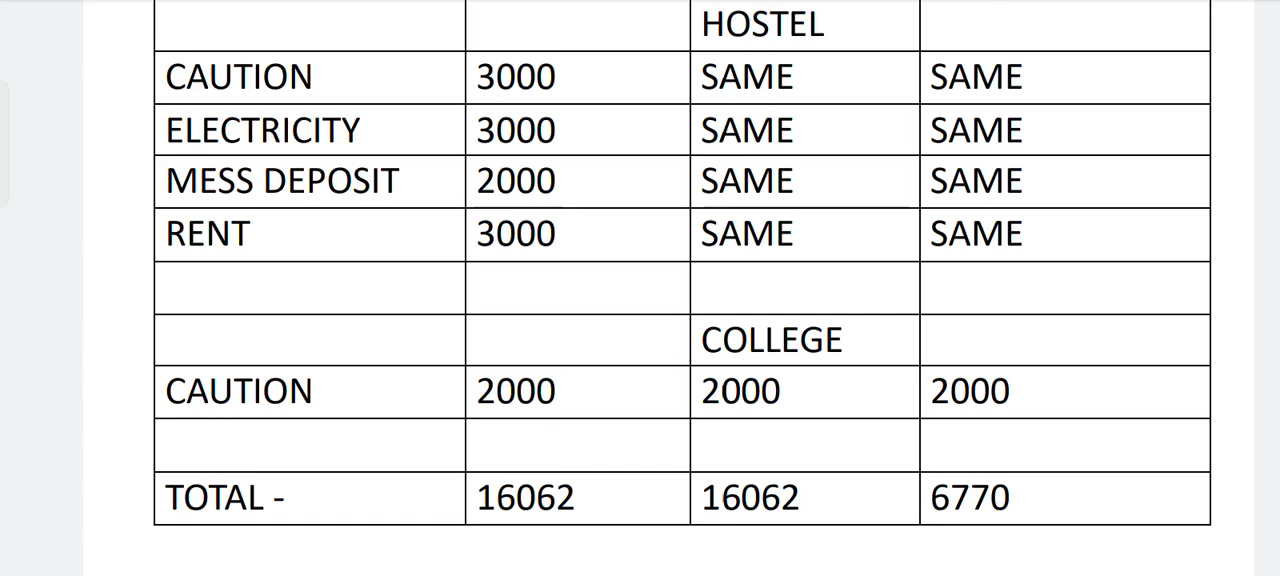 HOSTEL
CAUTION 3000 SAME SAME
ELECTRICITY 3000 SAME SAME
MESS DEPOSIT 2000 SAME SAME
RENT 3000 SAME SAME
COLLEGE
CAUTION 2000 2000 2000
TOTAL - 16062 16062 6770